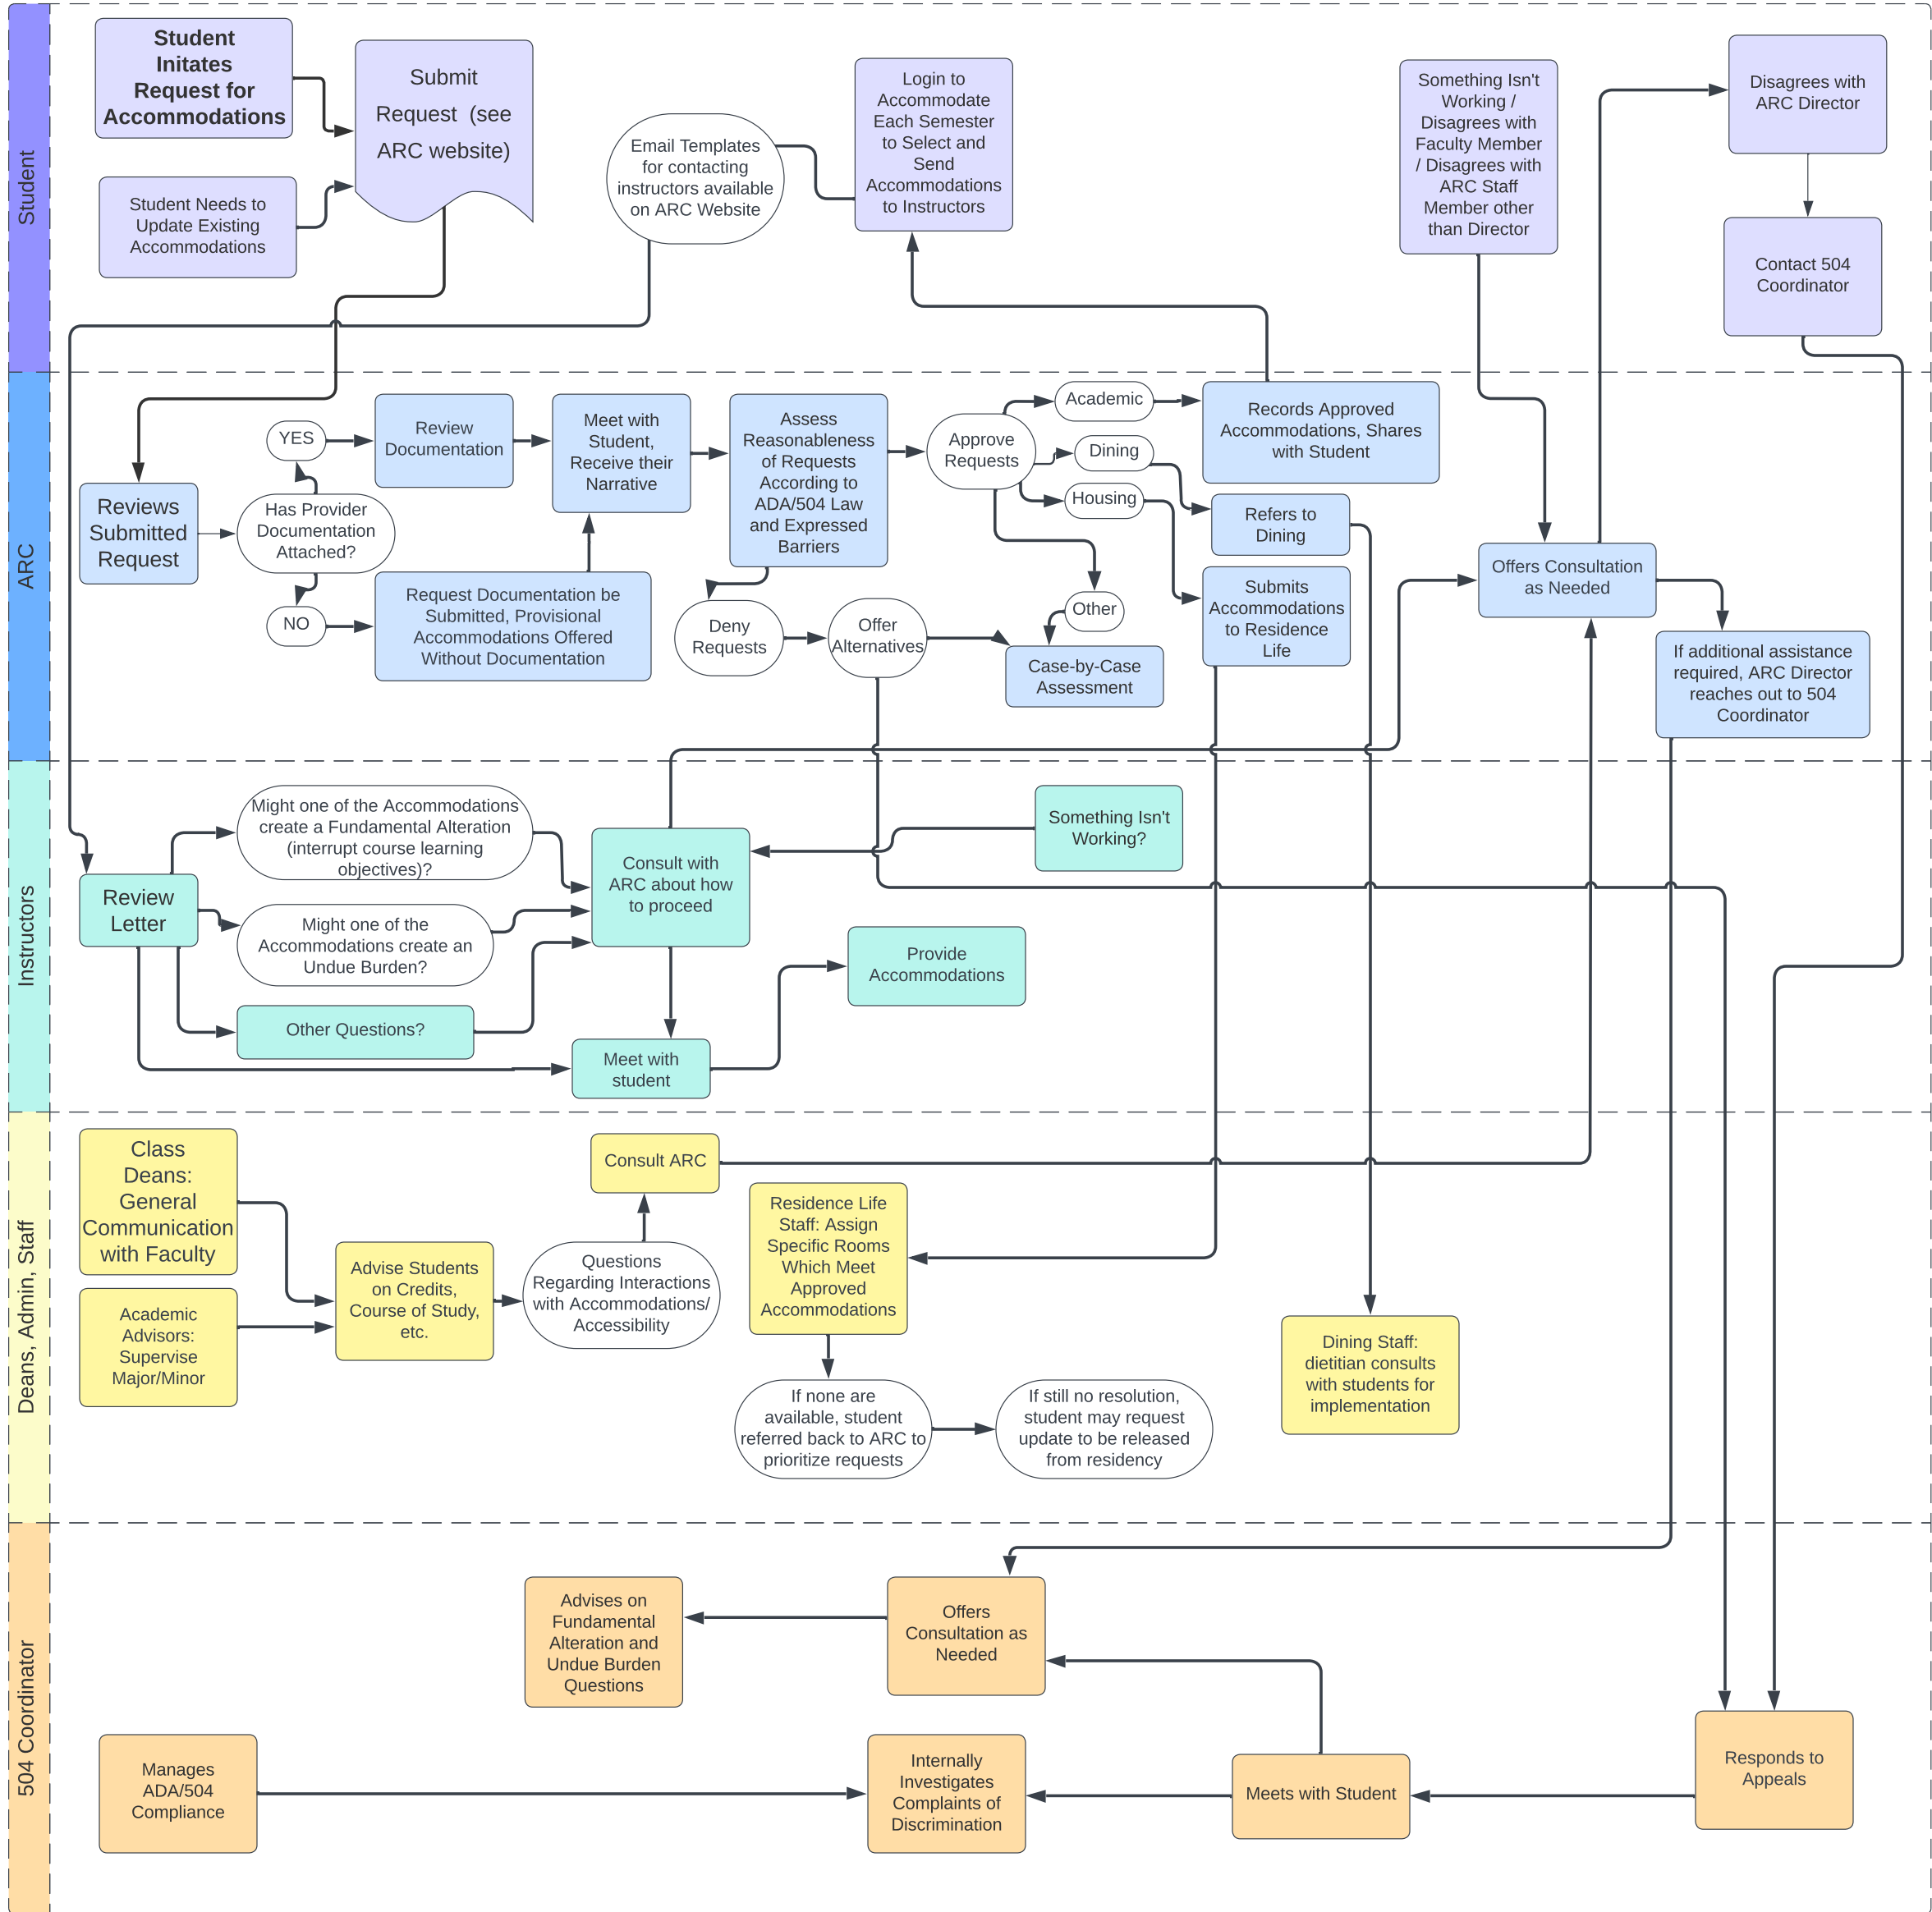 Student
Student
Initates
Request for
Accommodations
Submit
Request (see
ARC website)
Student Needs to
Update Existing
Accommodations
Email Templates
for contacting
instructors available
on ARC Website
Login to
Accommodate
Each Semester
to Select and
Send
Accommodations
to Instructors
Something Isn't
Working /
Disagrees with
Faculty Member
/ Disagrees with
ARC Staff
Member other
than Director
Disagrees with
ARC Director
Contact 504
Coordinator
ARC
Reviews
Submitted
Request
YES
Has Provider
Documentation
Attached?
NO
Review
Documentation
Request Documentation be
Submitted, Provisional
Accommodations Offered
Without Documentation
Meet with
Student,
Receive their
Narrative
Assess
Reasonableness
of Requests
According to
ADA/504 Law
and Expressed
Barriers
Approve
Requests
Academic
Dining
Housing
Other
Deny
Requests
Offer
Alternatives
Case-by-Case
Assessment
Records Approved
Accommodations, Shares
with Student
Refers to
Dining
Submits
Accommodations
to Residence
Life
Offers Consultation
as Needed
If additional assistance
required, ARC Director
reaches out to 504
Coordinator
Instructors
Review
Letter
Might one of the Accommodations
create a Fundamental Alteration
(interrupt course learning
objectives)?
Might one of the
Accommodations create an
Undue Burden?
Other Questions?
Consult with
ARC about how
to proceed
Meet with
student
Something Isn't
Working?
Provide
Accommodations
Deans, Admin, Staff
Class
Deans:
General
Communication
with Faculty
Academic
Advisors:
Supervise
Major/Minor
Advise Students
on Credits,
Course of Study,
etc.
Consult ARC
Questions
Regarding Interactions
with Accommodations/
Accessibility
Residence Life
Staff: Assign
Specific Rooms
Which Meet
Approved
Accommodations
If none are
available, student
referred back to ARC to
prioritize requests
If still no resolution,
student may request
update to be released
from residency
Dining Staff:
dietitian consults
with students for
implementation
504 Coordinator
Advises on
Fundamental
Alteration and
Undue Burden
Questions
Offers
Consultation as
Needed
Manages
ADA/504
Compliance
Internally
Investigates
Complaints of
Discrimination
Meets with Student
Responds to
Appeals